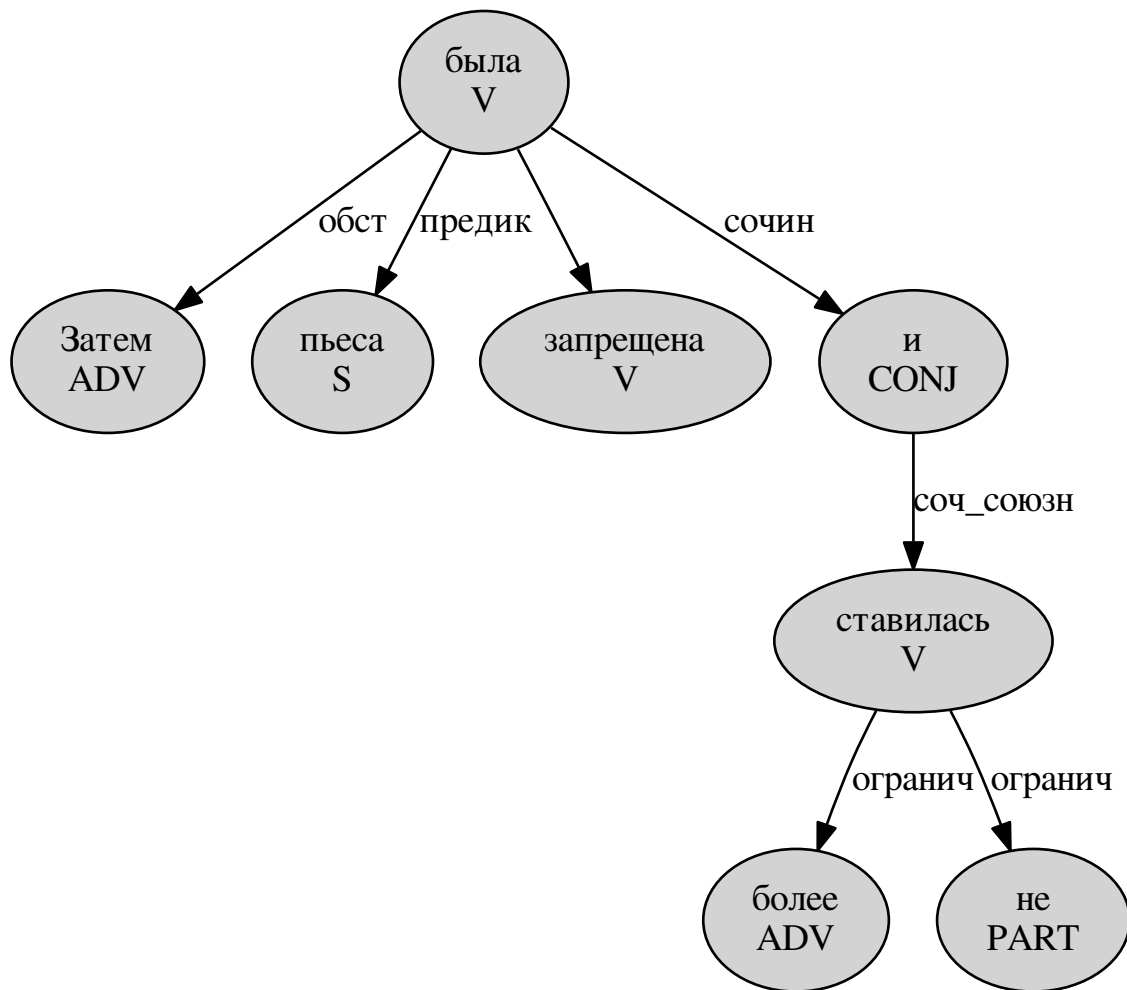 была
V
обст
предик
сочин
Затем
ADV
пьеса
S
запрещена
V
и
CONJ
соч_союзн
ставилась
V
огранич
огранич
более
ADV
не
PART